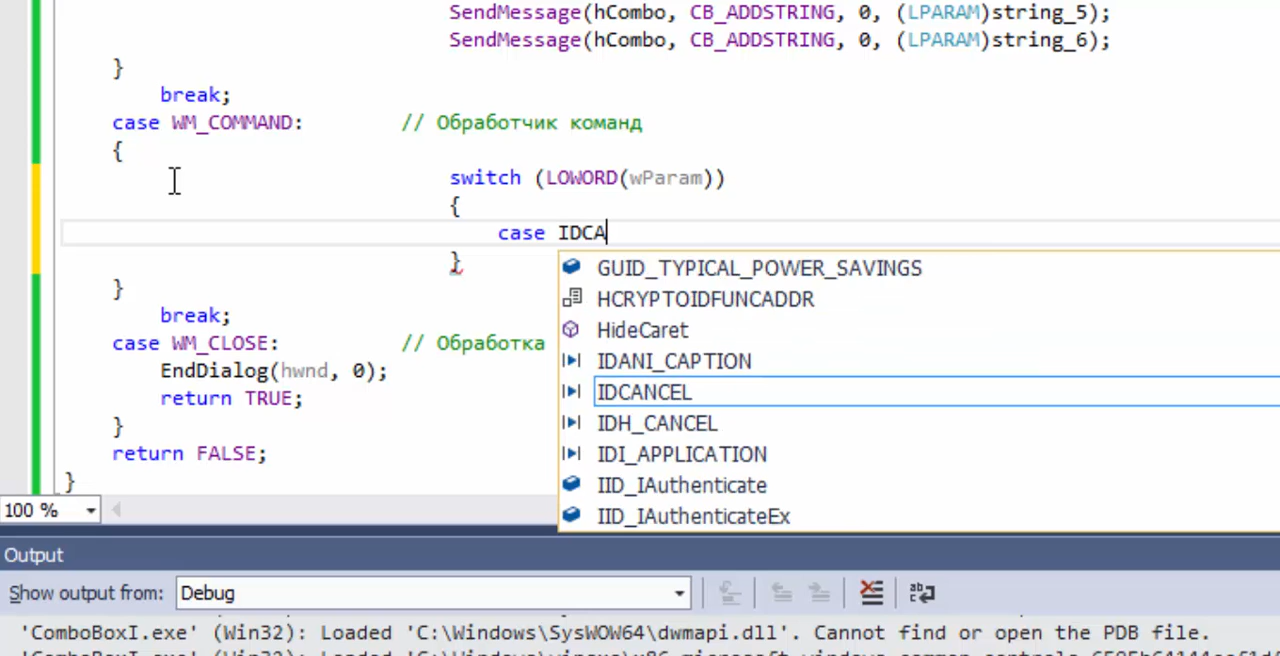 SendMessage(hCombo, CB_ADDSTRING, 0, (LPARAM)string_5);
SendMessage(hCombo, CB_ADDSTRING, 0, (LPARAM)string_6);
}
break;
case WM_COMMAND: // Обработчик команд
{
switch (LOWORD(wParam))
{
case IDCA
}
GUID_TYPICAL_POWER_SAVINGS
HCRYPTOIDFUNCADDR
HideCaret
IDANI_CAPTION
IDCANCEL
IDH_CANCEL
IDI_APPLICATION
IID_IAuthenticate
IID_IAuthenticateEx
}
break;
case WM_CLOSE: // Обработка
EndDialog(hwnd, 0);
return TRUE;
}
return FALSE;
}
100 %
Output
Show output from: Debug
'ComboBoxI.exe' (Win32): Loaded 'C:\Windows\SysWOW64\dwmapi.dll'. Cannot find or open the PDB file.